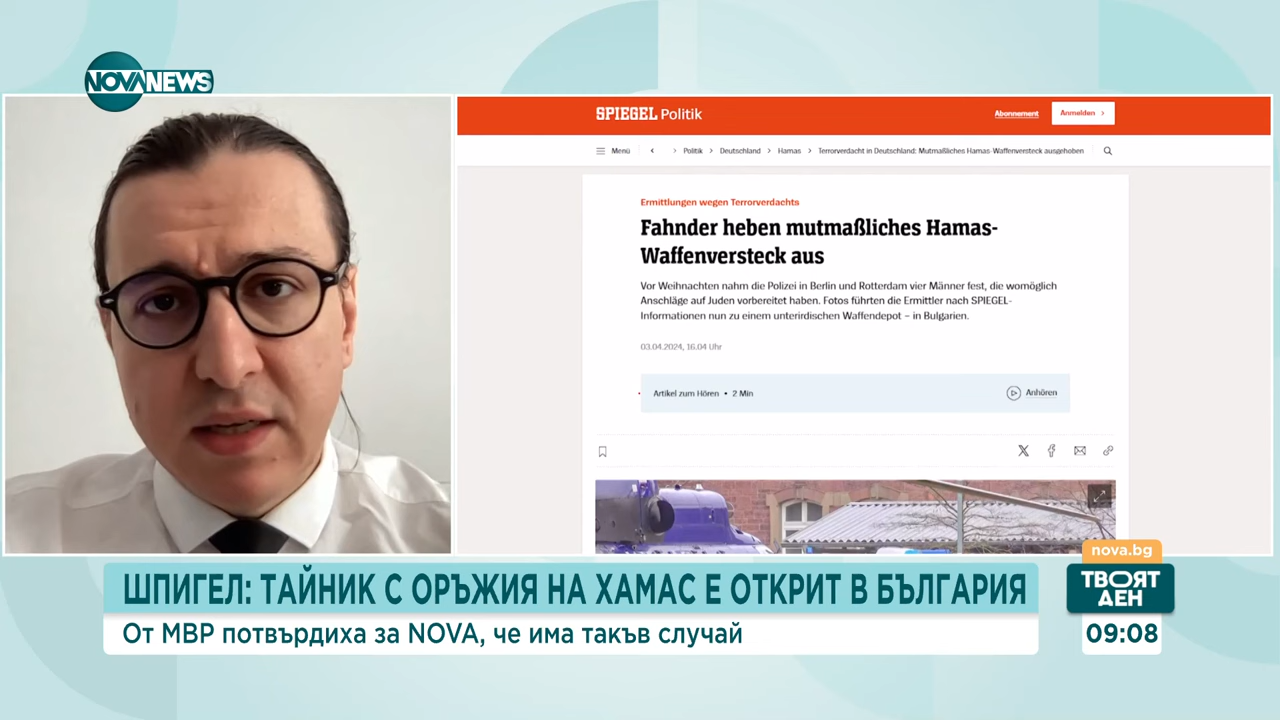 NOVANEWS
SPIEGEL Politik
Abonnement
Anmelden
Menü
Politik > Deutschland > Hamas > Terrorverdacht in Deutschland: Mutmaßliches Hamas-Waffenversteck ausgehoben
Ermittlungen wegen Terrorverdachts
Fahnder heben mutmaßliches Hamas-
Waffenversteck aus
Vor Weihnachten nahm die Polizei in Berlin und Rotterdam vier Männer fest, die womöglich
Anschläge auf Juden vorbereitet haben. Fotos führten die Ermittler nach SPIEGEL-
Informationen nun zu einem unterirdischen Waffendepot – in Bulgarien.
03.04.2024, 16.04 Uhr
Artikel zum Hören • 2 Min
Anhören
nova.bg
ШПИГЕЛ: ТАЙНИК С ОРЪЖИЯ НА ХАМАС Е ОТКРИТ В БЪЛГАРИЯ
ТВОЯТ
ДЕН
От МВР потвърдиха за NOVA, че има такъв случай
09:08